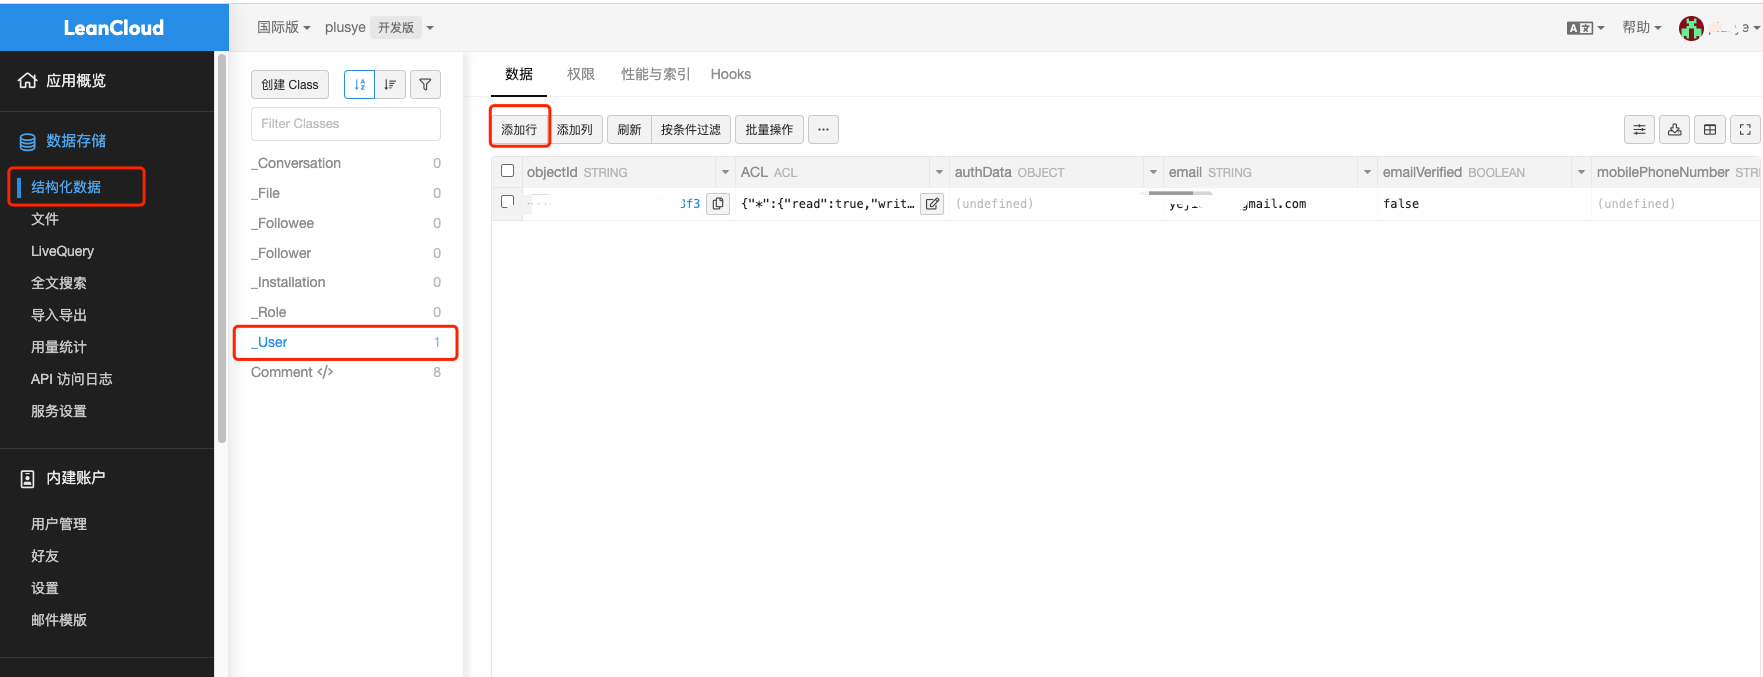 LeanCloud
国际版 plusye 开发版
帮助
应用概览
数据存储
结构化数据
文件
LiveQuery
全文搜索
导入导出
用量统计
API 访问日志
服务设置
内建账户
用户管理
好友
设置
邮件模版
创建 Class
Filter Classes
_Conversation 0
_File 0
_Followee 0
_Follower 0
_Installation 0
_Role 0
_User 1
Comment </> 8
数据 权限 性能与索引 Hooks
添加行 添加列 刷新 按条件过滤 批量操作 ...
objectId STRING ACL ACL authData OBJECT email STRING emailVerified BOOLEAN mobilePhoneNumber STRI
3f3 {"*":{"read":true,"writ... (undefined) gmail.com false (undefined)